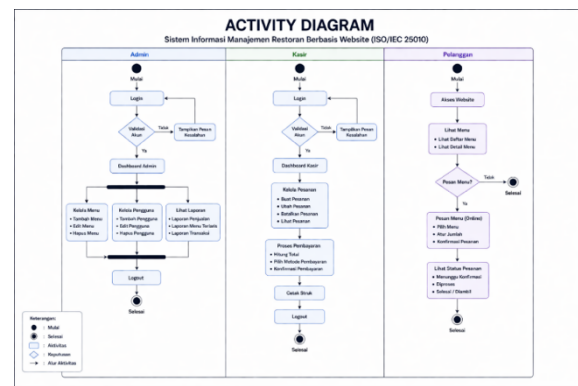 ACTIVITY DIAGRAM
Sistem Informasi Manajemen Restoran Berbasis Website (ISO/IEC 25010)
Admin
Mulai
Login
Validasi
Akun
Tidak
Tampilkan Pesan
Kesalahan
Ya
Dashboard Admin
Kelola Menu
• Tambah Menu
• Edit Menu
• Hapus Menu
Kelola Pengguna
• Tambah Pengguna
• Edit Pengguna
• Hapus Pengguna
Lihat Laporan
• Laporan Penjualan
• Laporan Menu Terlaris
• Laporan Transaksi
Logout
Selesai
Kasir
Mulai
Login
Validasi
Akun
Tidak
Tampilkan Pesan
Kesalahan
Ya
Dashboard Kasir
Kelola Pesanan
• Buat Pesanan
• Ubah Pesanan
• Batalkan Pesanan
• Lihat Pesanan
Proses Pembayaran
• Hitung Total
• Pilih Metode Pembayaran
• Konfirmasi Pembayaran
Cetak Struk
Logout
Selesai
Pelanggan
Mulai
Akses Website
Lihat Menu
• Lihat Daftar Menu
• Lihat Detail Menu
Pesan Menu?
Tidak
Selesai
Ya
Pesan Menu (Online)
• Pilih Menu
• Atur Jumlah
• Konfirmasi Pesanan
Lihat Status Pesanan
• Menunggu Konfirmasi
• Diproses
• Selesai / Diambil
Selesai
Keterangan:
: Mulai
: Selesai
: Aktivitas
: Keputusan
: Alur Aktivitas